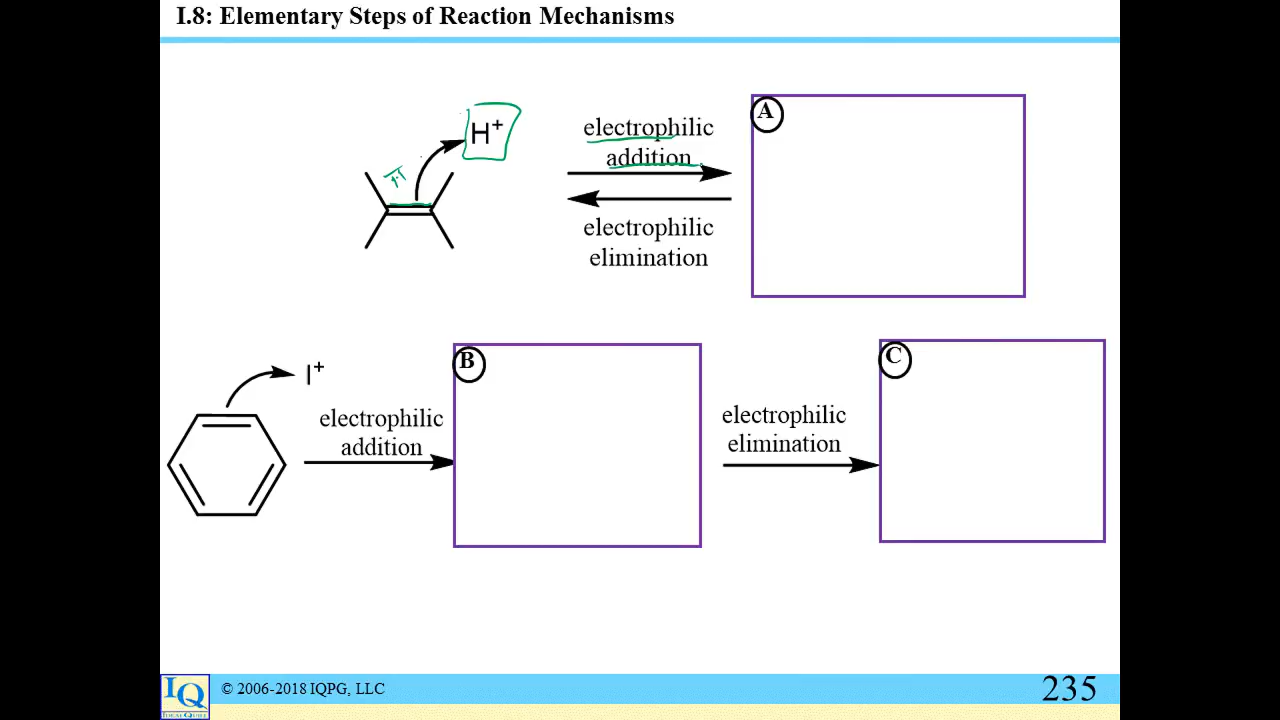 I.8: Elementary Steps of Reaction Mechanisms
H+
π
electrophilic
addition
electrophilic
elimination
A
I+
electrophilic
addition
B
electrophilic
elimination
C
IQ
© 2006-2018 IQPG, LLC
235